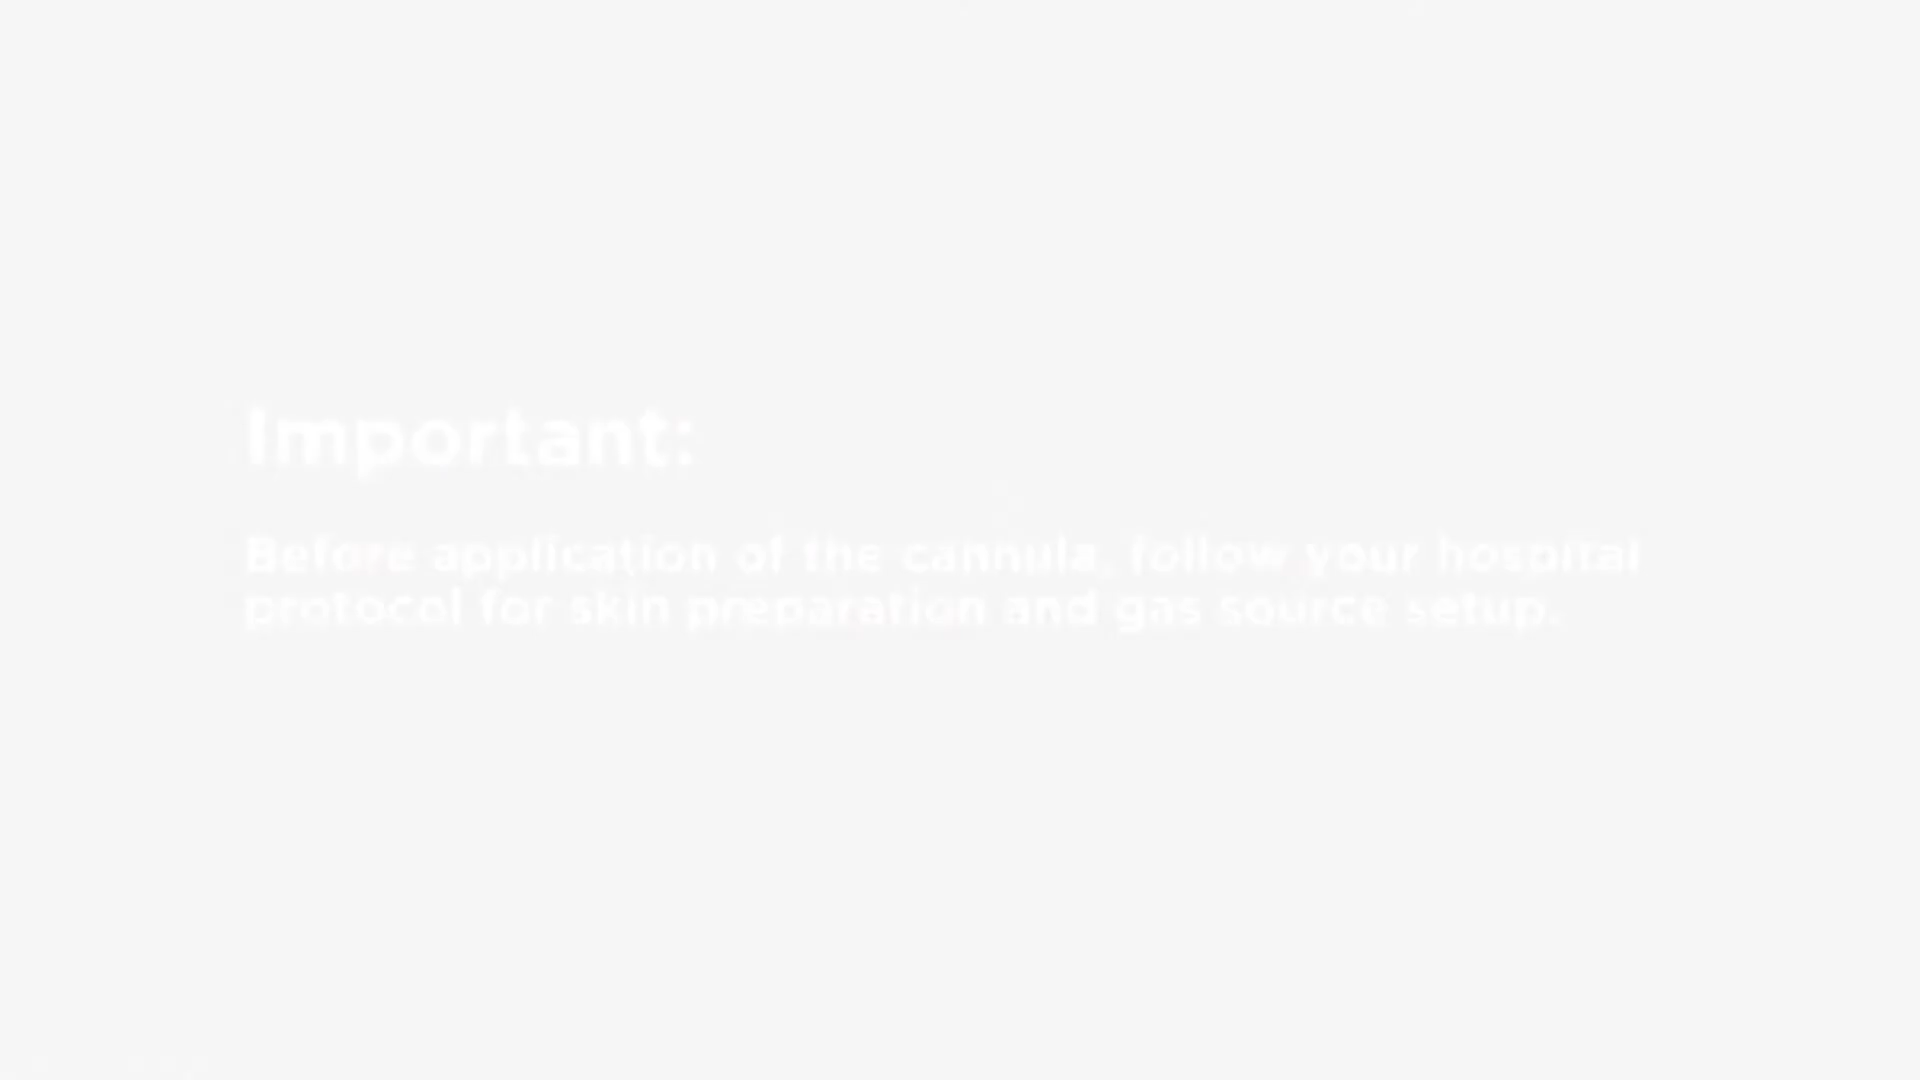 Important:
Before application of the cannula, follow your hospital
protocol for skin preparation and gas source setup.